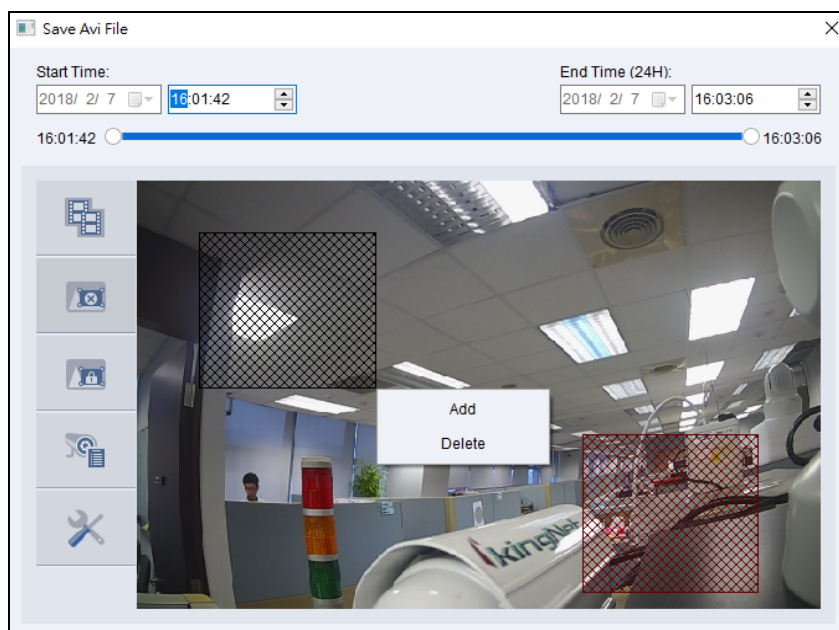 Save Avi File
Start Time:
End Time (24H):
2018/ 2/ 7
16:01:42
2018/ 2/ 7
16:03:06
16:01:42
16:03:06
Add
Delete
kingNet